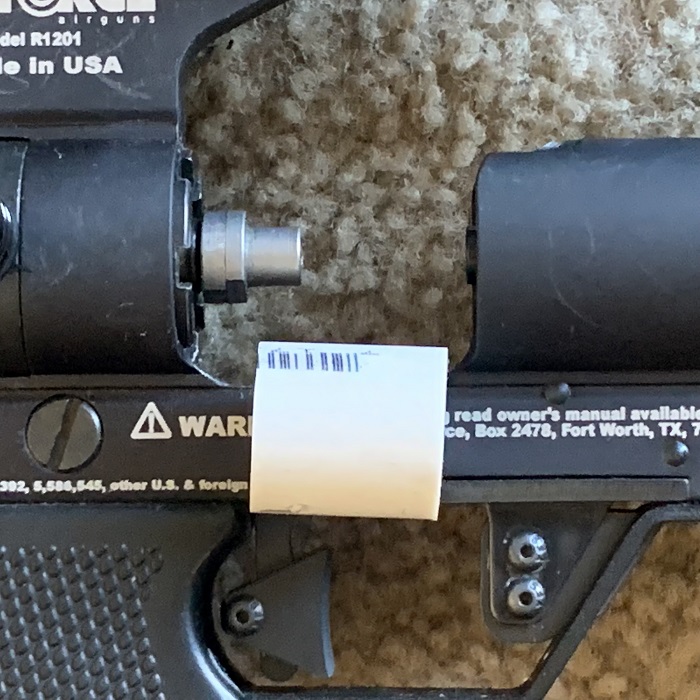 airguns
del R1201
e in USA
WAR
read owner's manual available
ce, Box 2478, Fort Worth, TX, 7
392, 5,586,545, other U.S. & foreign